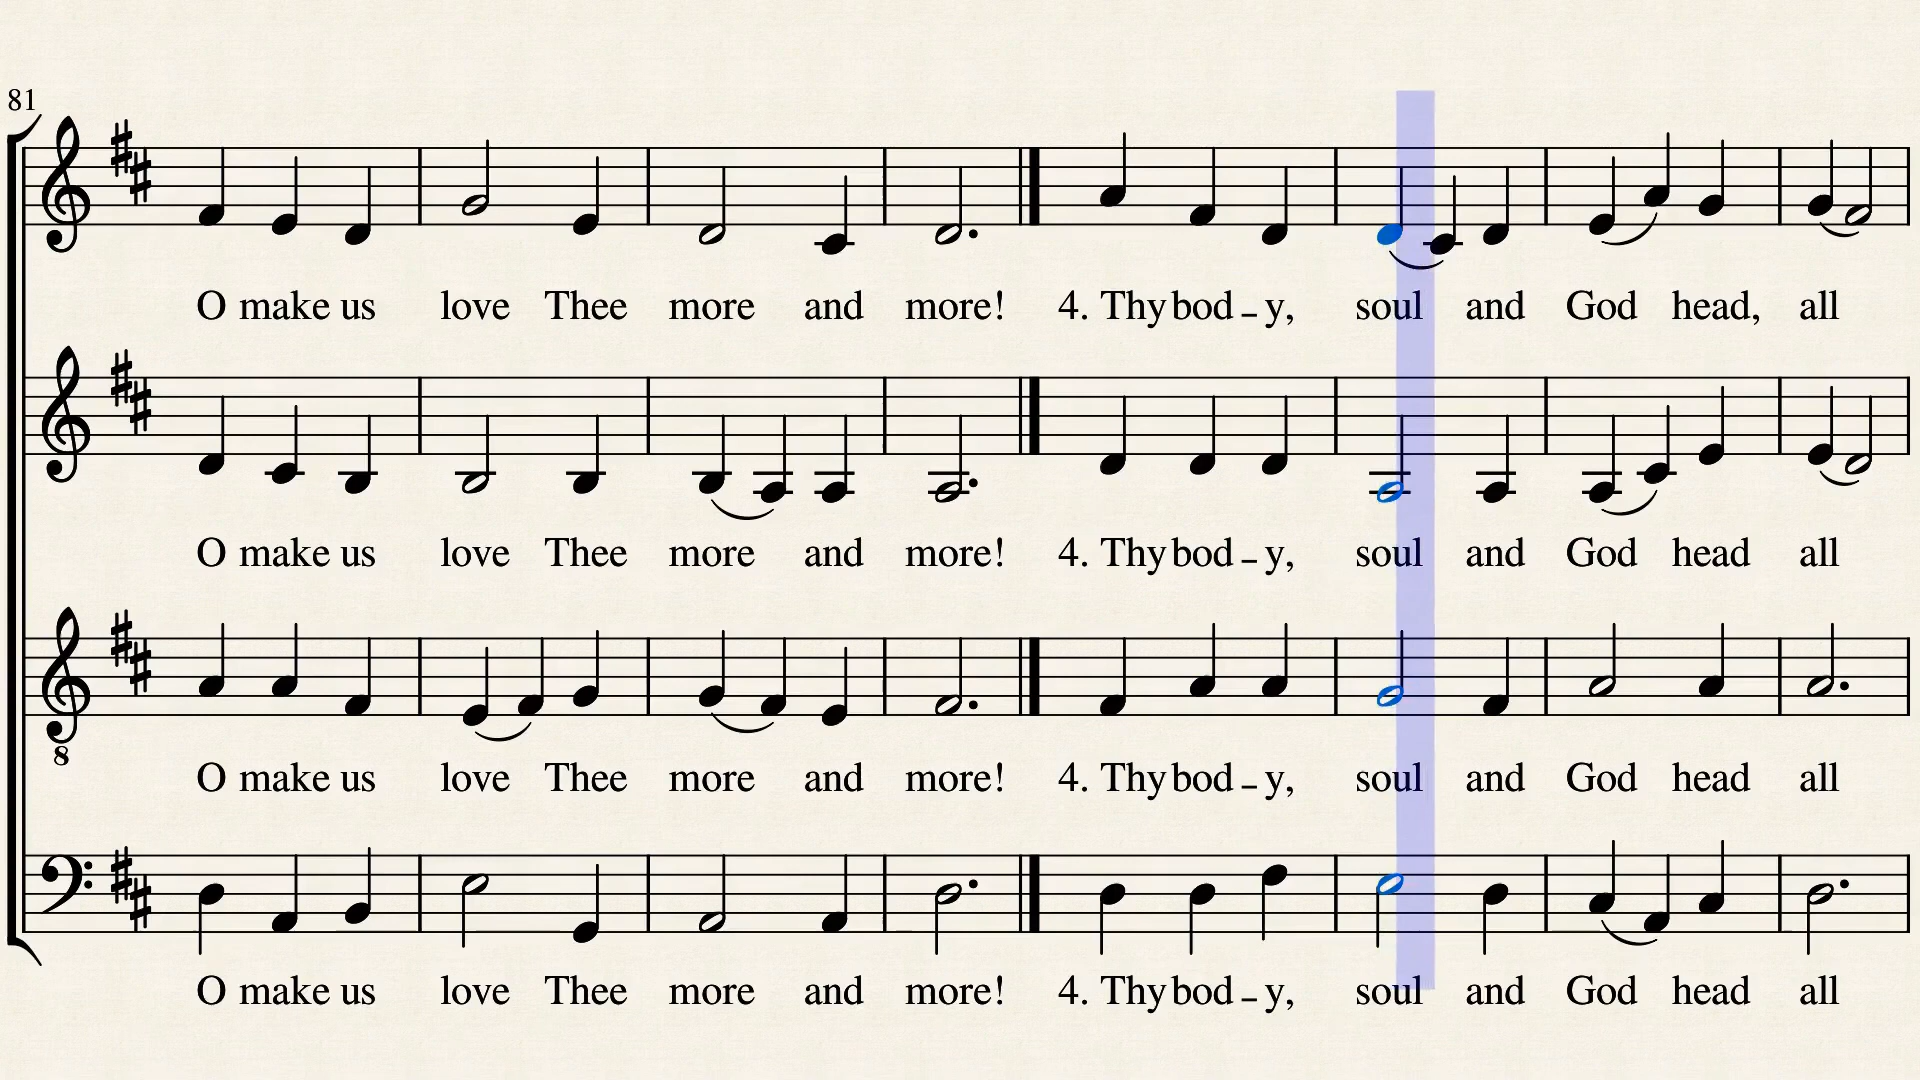 81
O make us love Thee more and more! 4. Thy bod - y, soul and God head, all
O make us love Thee more and more! 4. Thy bod - y, soul and God head all
8
O make us love Thee more and more! 4. Thy bod - y, soul and God head all
O make us love Thee more and more! 4. Thy bod - y, soul and God head all